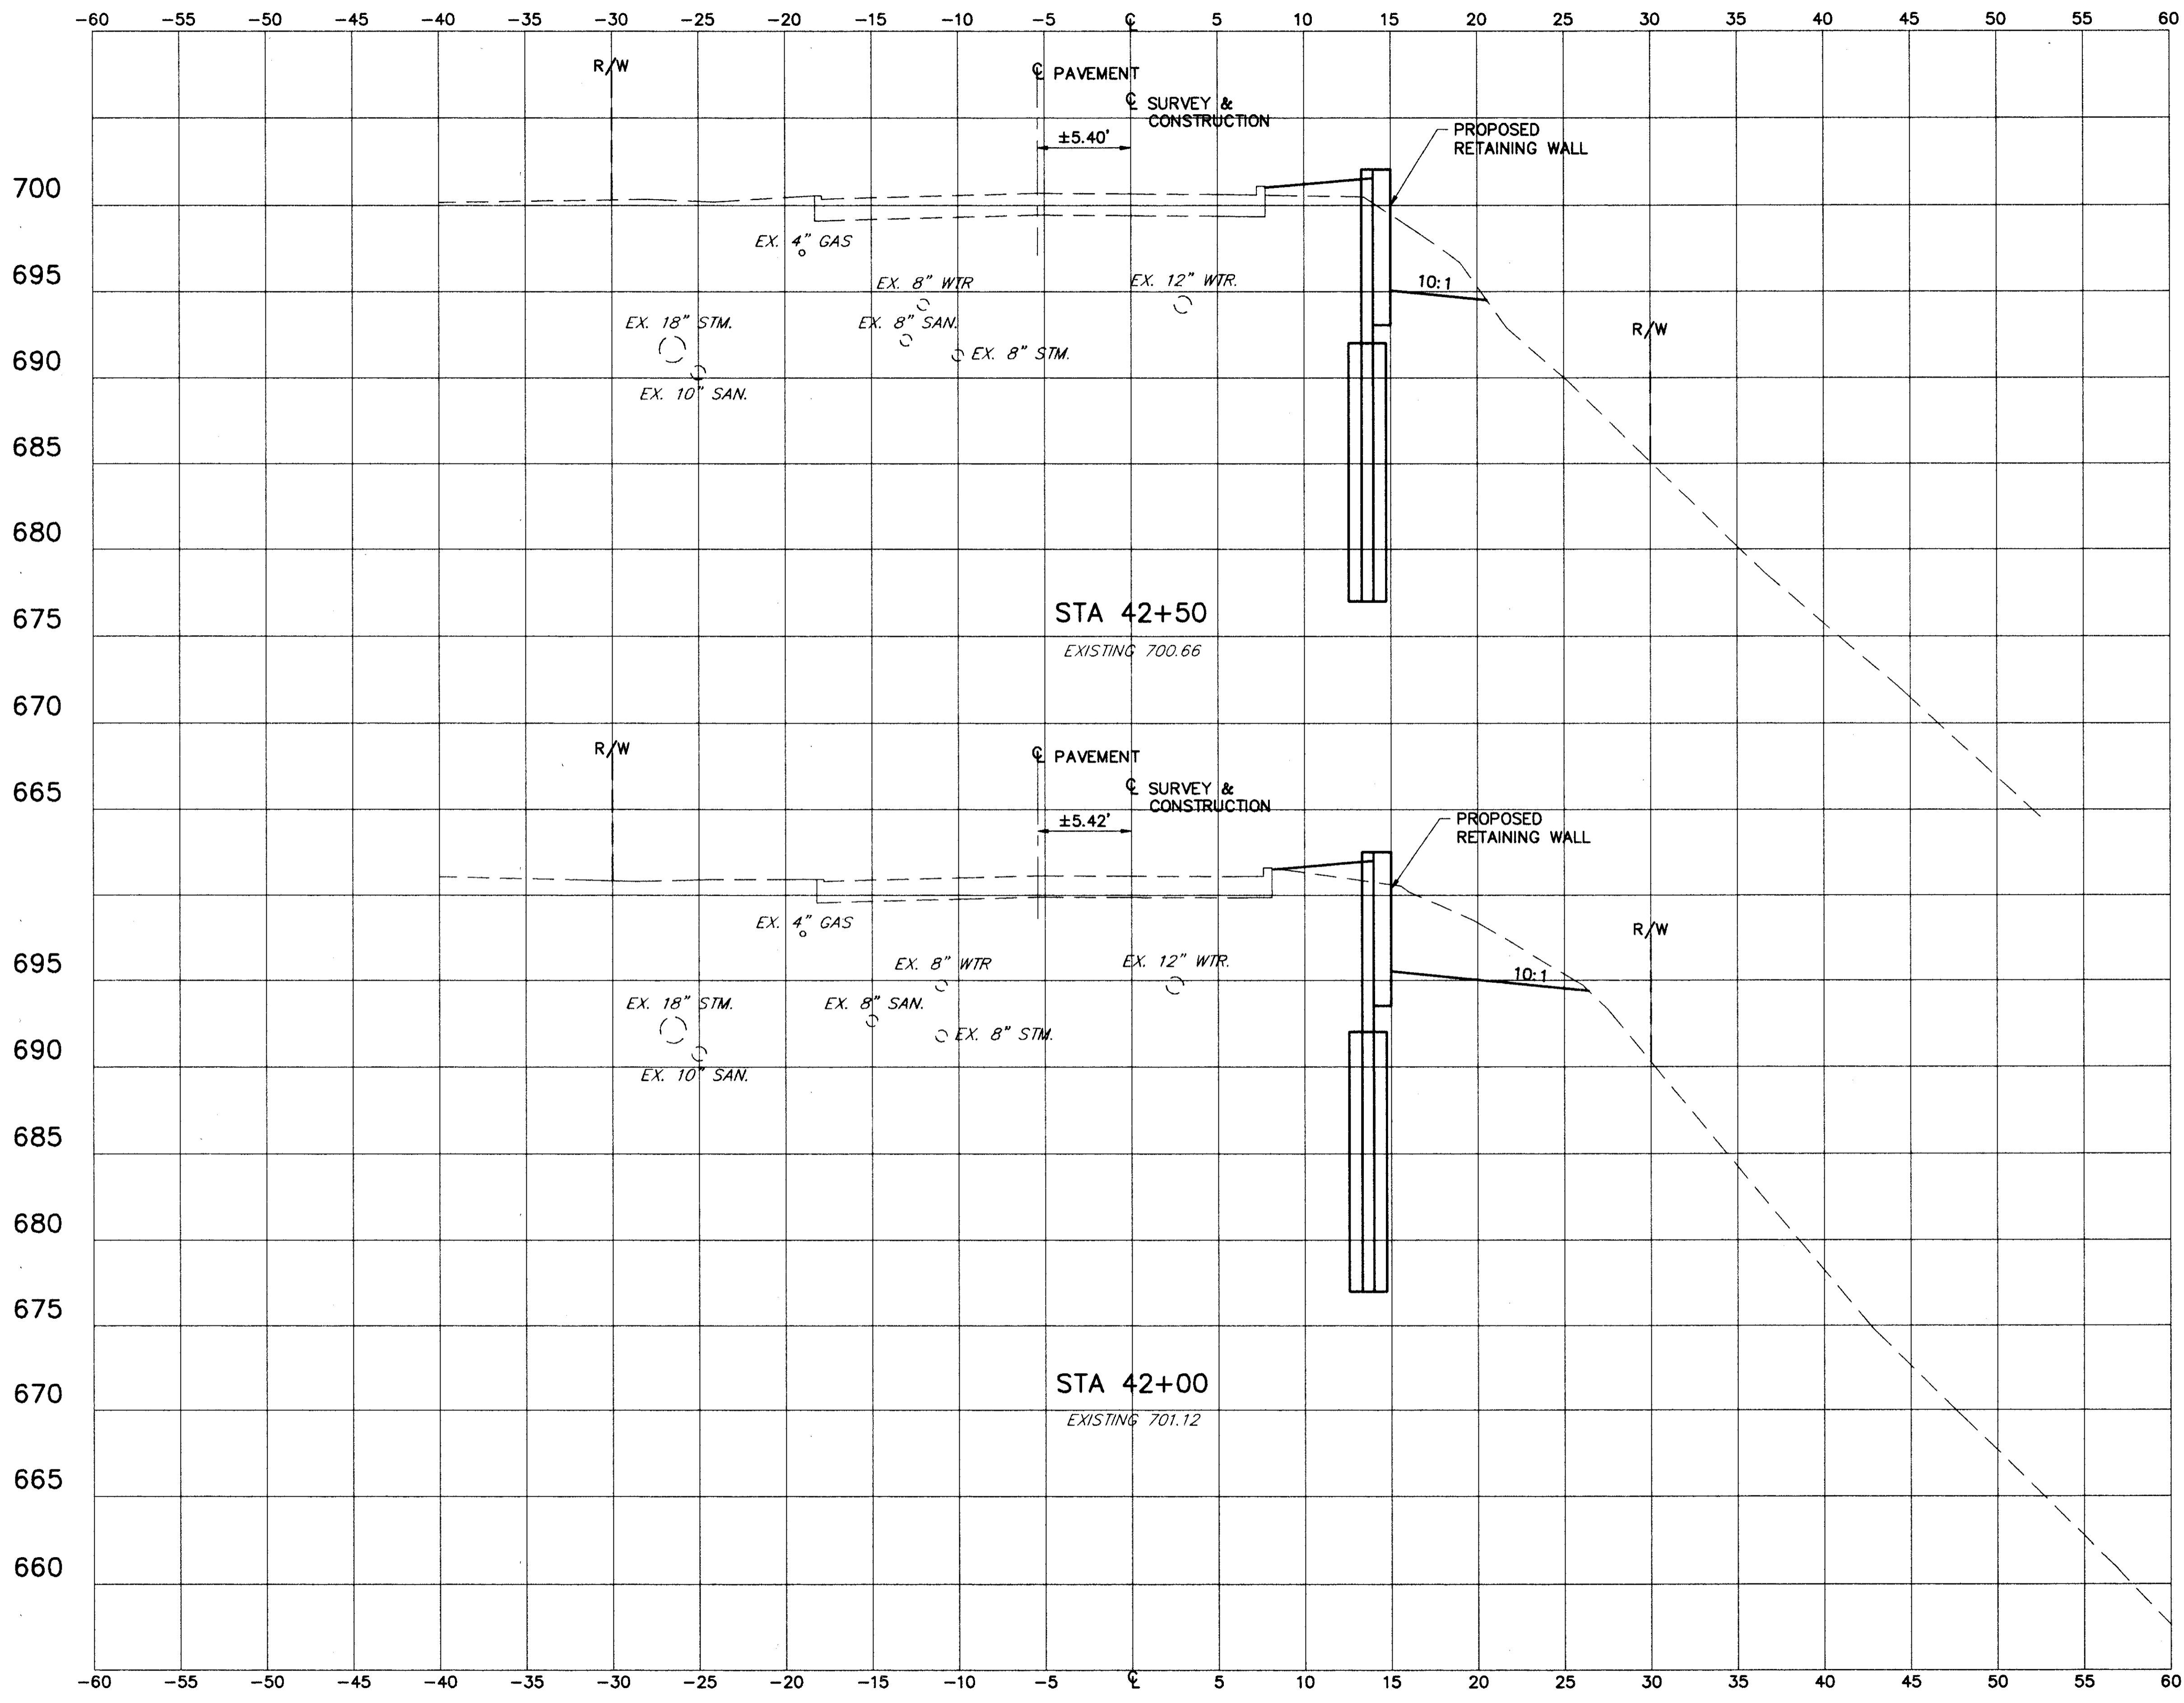 -60 -55 -50 -45 -40 -35 -30 -25 -20 -15 -10 -5 ℄ 5 10 15 20 25 30 35 40 45 50 55 60
R/W
℄ PAVEMENT
℄ SURVEY &
CONSTRUCTION
±5.40'
PROPOSED
RETAINING WALL
700
EX. 4" GAS
695
EX. 8" WTR
EX. 12" WTR.
10:1
EX. 18" STM.
EX. 8" SAN.
R/W
690
EX. 8" STM.
EX. 10" SAN.
685
680
675
STA 42+50
EXISTING 700.66
670
R/W
℄ PAVEMENT
665
℄ SURVEY &
CONSTRUCTION
±5.42'
PROPOSED
RETAINING WALL
EX. 4" GAS
R/W
695
EX. 8" WTR
EX. 12" WTR.
10:1
EX. 18" STM.
EX. 8" SAN.
690
EX. 8" STM.
EX. 10" SAN.
685
680
675
670
STA 42+00
EXISTING 701.12
665
660
-60 -55 -50 -45 -40 -35 -30 -25 -20 -15 -10 -5 ℄ 5 10 15 20 25 30 35 40 45 50 55 60